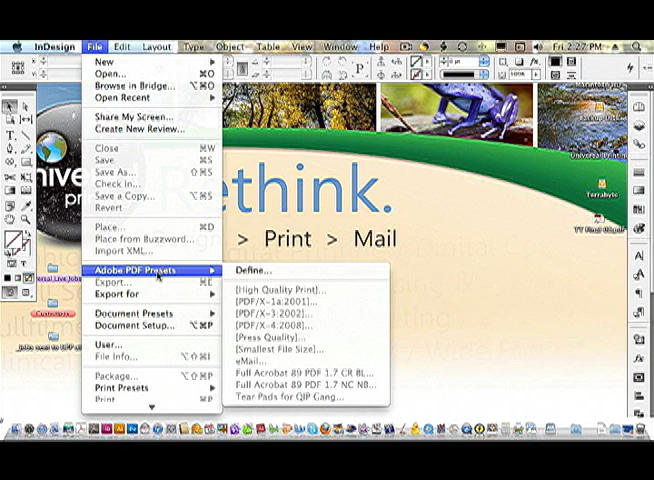 InDesign File Edit Layout Type Object Table View Window Help Fri 2:27 PM
New
Open... ⌘O
Browse in Bridge... ⌥⌘O
Open Recent
Share My Screen...
Create New Review...
Close ⌘W
Save ⌘S
Save As... ⇧⌘S
Check In...
Save a Copy... ⌥⌘S
Revert
Place... ⌘D
Place from Buzzword...
Import XML...
Adobe PDF Presets
Export... ⌘E
Export for
Document Presets
Document Setup... ⌥⌘P
User...
File Info... ⌥⇧⌘I
Package... ⌥⇧⌘P
Print Presets
Print ⌘P
Define...
[High Quality Print]...
[PDF/X-1a:2001]...
[PDF/X-3:2002]...
[PDF/X-4:2008]...
[Press Quality]...
[Smallest File Size]...
eMail...
Full Acrobat 89 PDF 1.7 CR BL...
Full Acrobat 89 PDF 1.7 NC NB...
Tear Pads for QIP Gang...
ethink.
> Print > Mail
Terrabyte